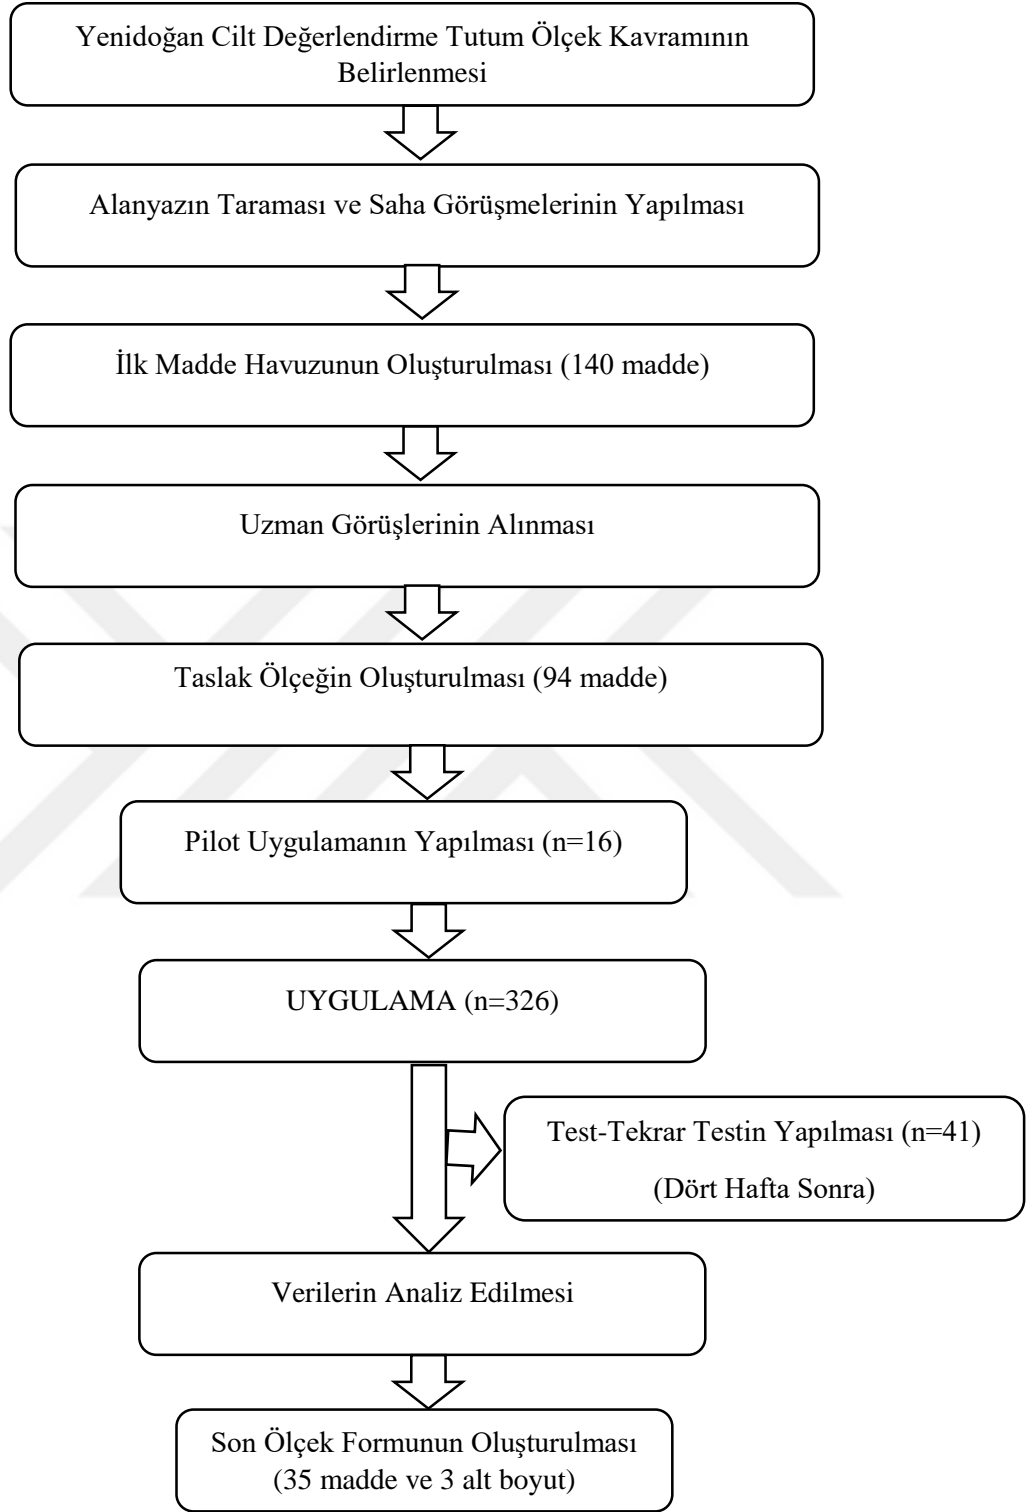 Yenidoğan Cilt Değerlendirme Tutum Ölçek Kavramının
Belirlenmesi
Alanyazın Taraması ve Saha Görüşmelerinin Yapılması
İlk Madde Havuzunun Oluşturulması (140 madde)
Uzman Görüşlerinin Alınması
Taslak Ölçeğin Oluşturulması (94 madde)
Pilot Uygulamanın Yapılması (n=16)
UYGULAMA (n=326)
Test-Tekrar Testin Yapılması (n=41)
(Dört Hafta Sonra)
Verilerin Analiz Edilmesi
Son Ölçek Formunun Oluşturulması
(35 madde ve 3 alt boyut)